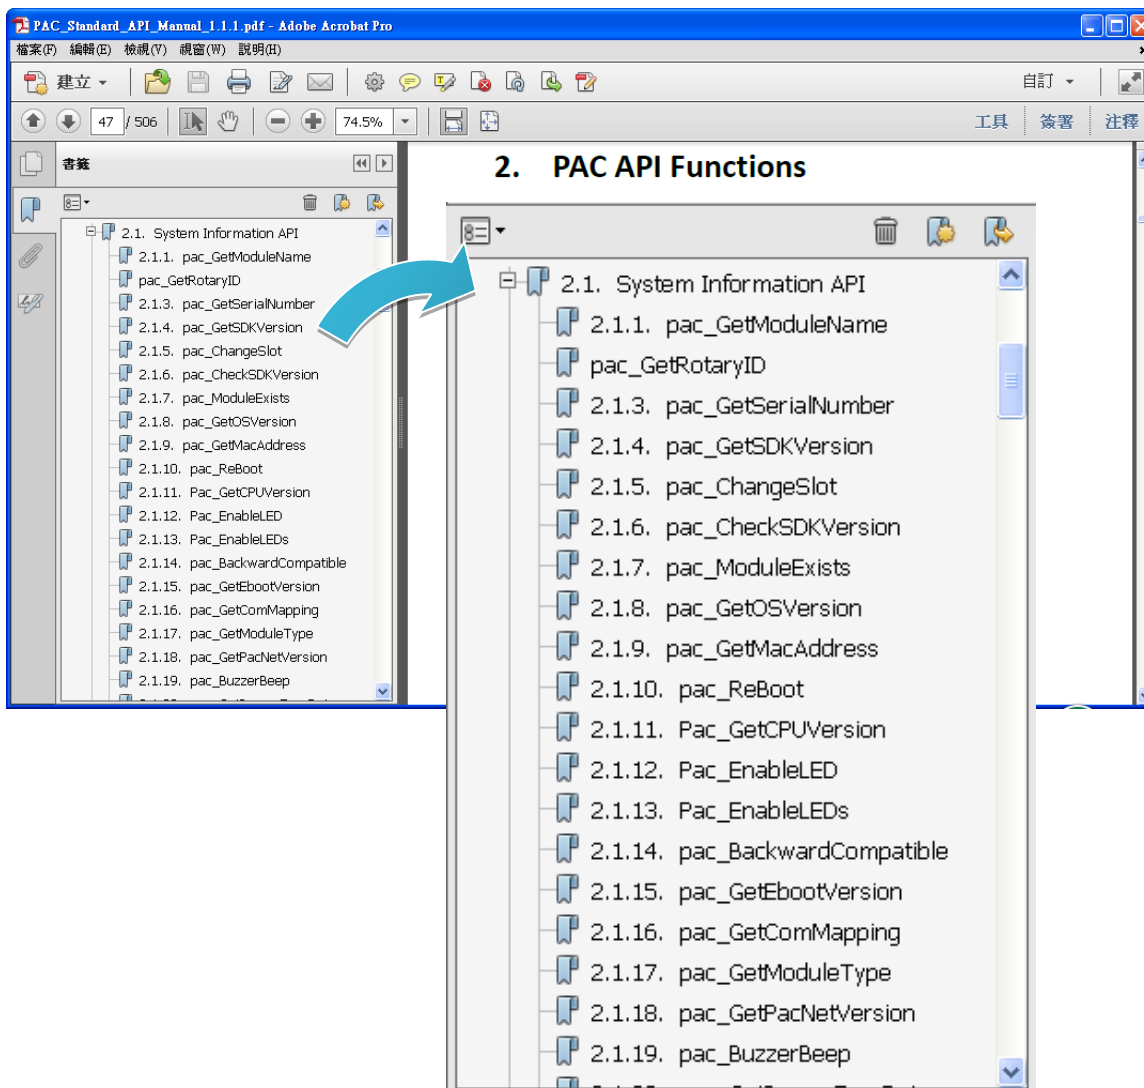 PAC_Standard_API_Manual_1.1.1.pdf - Adobe Acrobat Pro
檔案(F) 編輯(E) 檢視(V) 視窗(W) 說明(H)
建立 自訂
47 / 506 74.5% 工具 簽署 注釋
書籤
2.1. System Information API
2.1.1. pac_GetModuleName
pac_GetRotaryID
2.1.3. pac_GetSerialNumber
2.1.4. pac_GetSDKVersion
2.1.5. pac_ChangeSlot
2.1.6. pac_CheckSDKVersion
2.1.7. pac_ModuleExists
2.1.8. pac_GetOSVersion
2.1.9. pac_GetMacAddress
2.1.10. pac_ReBoot
2.1.11. Pac_GetCPUVersion
2.1.12. Pac_EnableLED
2.1.13. Pac_EnableLEDs
2.1.14. pac_BackwardCompatible
2.1.15. pac_GetEbootVersion
2.1.16. pac_GetComMapping
2.1.17. pac_GetModuleType
2.1.18. pac_GetPacNetVersion
2.1.19. pac_BuzzerBeep
2. PAC API Functions
2.1. System Information API
2.1.1. pac_GetModuleName
pac_GetRotaryID
2.1.3. pac_GetSerialNumber
2.1.4. pac_GetSDKVersion
2.1.5. pac_ChangeSlot
2.1.6. pac_CheckSDKVersion
2.1.7. pac_ModuleExists
2.1.8. pac_GetOSVersion
2.1.9. pac_GetMacAddress
2.1.10. pac_ReBoot
2.1.11. Pac_GetCPUVersion
2.1.12. Pac_EnableLED
2.1.13. Pac_EnableLEDs
2.1.14. pac_BackwardCompatible
2.1.15. pac_GetEbootVersion
2.1.16. pac_GetComMapping
2.1.17. pac_GetModuleType
2.1.18. pac_GetPacNetVersion
2.1.19. pac_BuzzerBeep